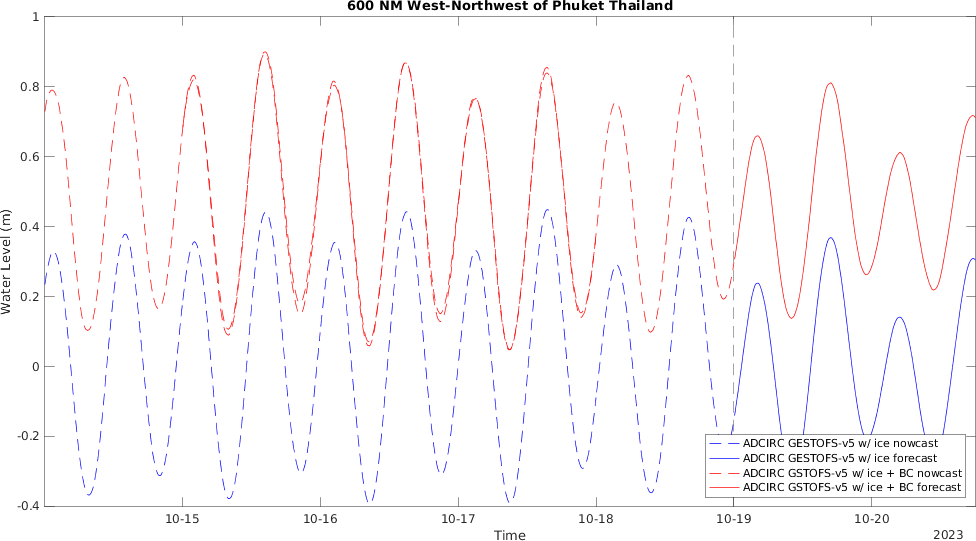 600 NM West-Northwest of Phuket Thailand
1
0.8
0.6
0.4
0.2
0
-0.2
-0.4
Water Level (m)
ADCIRC GESTOFS-v5 w/ ice nowcast
ADCIRC GESTOFS-v5 w/ ice forecast
ADCIRC GSTOFS-v5 w/ ice + BC nowcast
ADCIRC GSTOFS-v5 w/ ice + BC forecast
10-15 10-16 10-17 10-18 10-19 10-20
Time
2023